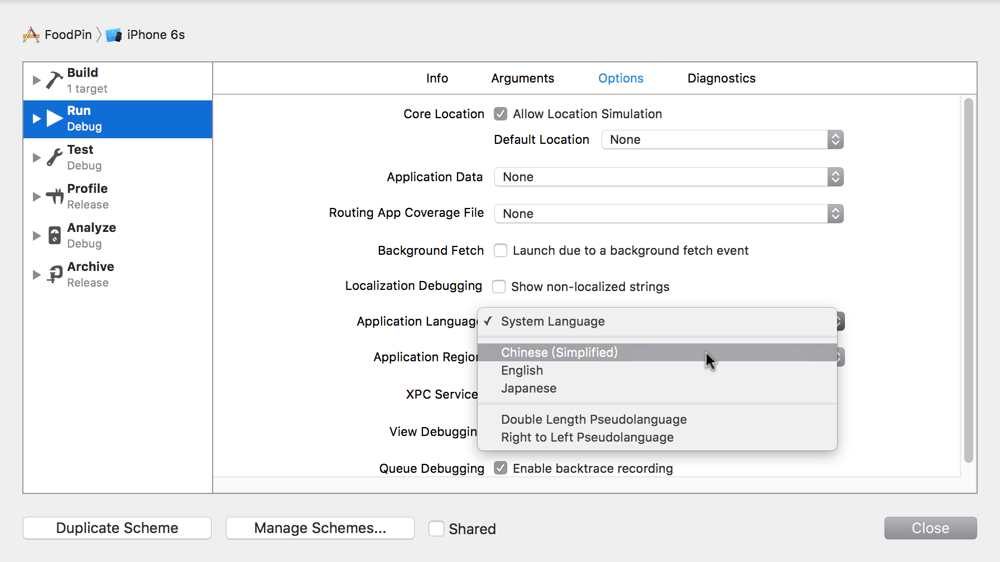 FoodPin iPhone 6s
Build
1 target
Run
Debug
Test
Debug
Profile
Release
Analyze
Debug
Archive
Release
Info Arguments Options Diagnostics
Core Location Allow Location Simulation
Default Location None
Application Data None
Routing App Coverage File None
Background Fetch Launch due to a background fetch event
Localization Debugging Show non-localized strings
Application Language ✓ System Language
Chinese (Simplified)
Application Region
English
Japanese
XPC Service
Double Length Pseudolanguage
View Debuggin
Right to Left Pseudolanguage
Queue Debugging Enable backtrace recording
Duplicate Scheme Manage Schemes... Shared Close